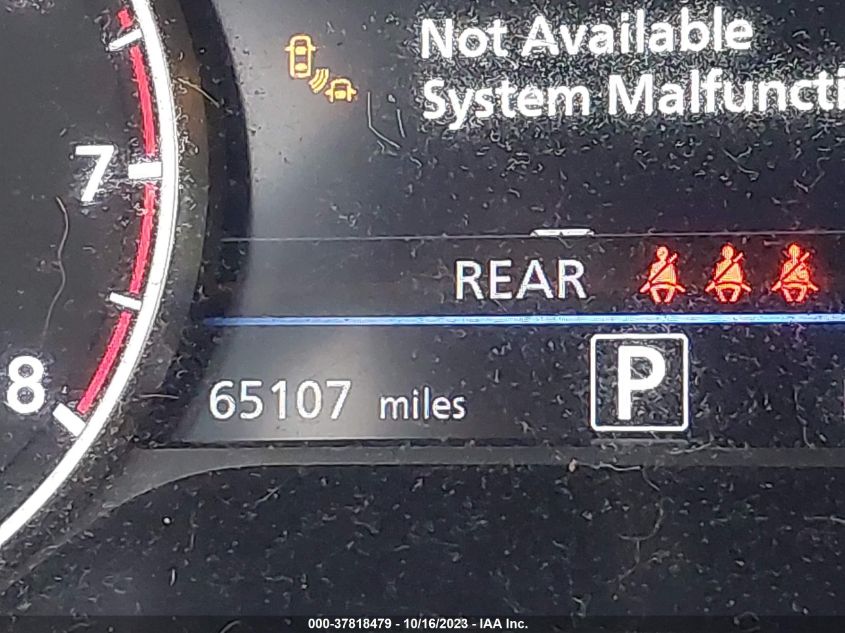 Not Available
System Malfuncti
7
REAR
8
65107 miles
P
000-37818479 - 10/16/2023 - IAA Inc.